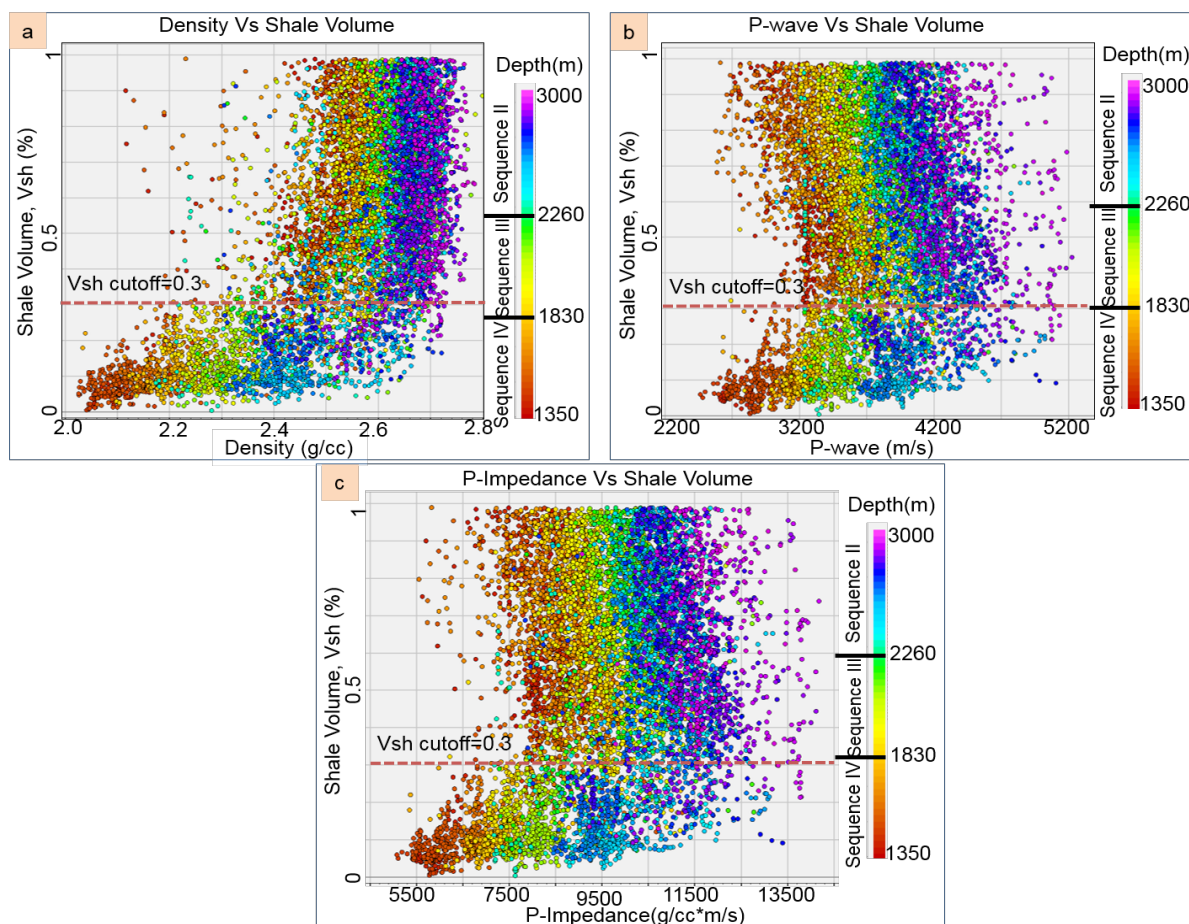 a
Density Vs Shale Volume
Shale Volume, Vsh (%)
1
0.5
0
Vsh cutoff=0.3
2.0 2.2 2.4 2.6 2.8
Density (g/cc)
Depth(m)
3000
2260
1830
1350
Sequence II
Sequence III
Sequence IV
b
P-wave Vs Shale Volume
Shale Volume, Vsh (%)
1
0.5
0
Vsh cutoff=0.3
2200 3200 4200 5200
P-wave (m/s)
Depth(m)
3000
2260
1830
1350
Sequence II
Sequence III
Sequence IV
c
P-Impedance Vs Shale Volume
Shale Volume, Vsh (%)
1
0.5
0
Vsh cutoff=0.3
5500 7500 9500 11500 13500
P-Impedance(g/cc*m/s)
Depth(m)
3000
2260
1830
1350
Sequence II
Sequence III
Sequence IV